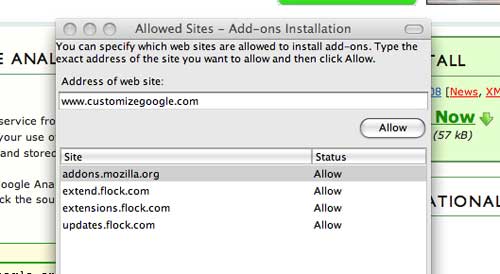 Allowed Sites – Add-ons Installation
You can specify which web sites are allowed to install add-ons. Type the
exact address of the site you want to allow and then click Allow.
Address of web site:
www.customizegoogle.com
Allow
Site Status
addons.mozilla.org Allow
extend.flock.com Allow
extensions.flock.com Allow
updates.flock.com Allow
E ANAL
service from
your use o
and stored
oogle Ana
ck the sou
TALL
08 [News, XM
Now
(57 kB)
ATIONAL